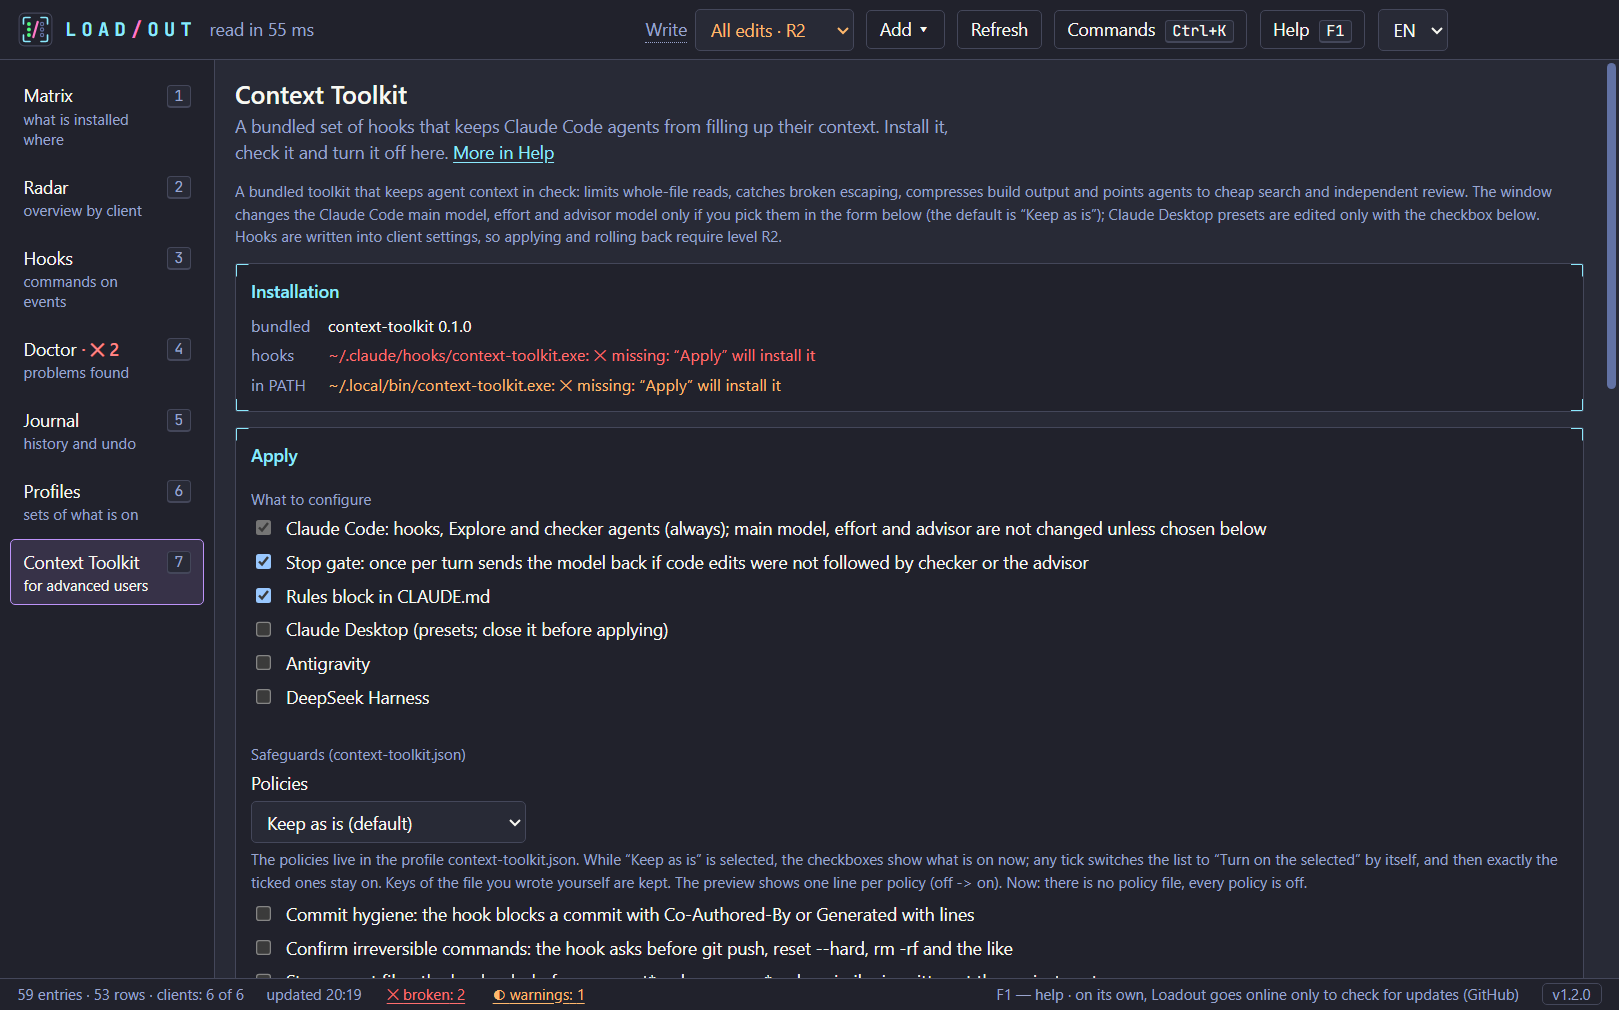 LOAD/OUT read in 55 ms Write All edits · R2 Add ▼ Refresh Commands Ctrl+K Help F1 EN
Matrix 1
what is installed
where
Radar 2
overview by client
Hooks 3
commands on
events
Doctor · ✕ 2 4
problems found
Journal 5
history and undo
Profiles 6
sets of what is on
Context Toolkit 7
for advanced users
Context Toolkit
A bundled set of hooks that keeps Claude Code agents from filling up their context. Install it,
check it and turn it off here. More in Help
A bundled toolkit that keeps agent context in check: limits whole-file reads, catches broken escaping, compresses build output and points agents to cheap search and independent review. The window
changes the Claude Code main model, effort and advisor model only if you pick them in the form below (the default is “Keep as is”); Claude Desktop presets are edited only with the checkbox below.
Hooks are written into client settings, so applying and rolling back require level R2.
Installation
bundled context-toolkit 0.1.0
hooks ~/.claude/hooks/context-toolkit.exe: ✕ missing: “Apply” will install it
in PATH ~/.local/bin/context-toolkit.exe: ✕ missing: “Apply” will install it
Apply
What to configure
Claude Code: hooks, Explore and checker agents (always); main model, effort and advisor are not changed unless chosen below
Stop gate: once per turn sends the model back if code edits were not followed by checker or the advisor
Rules block in CLAUDE.md
Claude Desktop (presets; close it before applying)
Antigravity
DeepSeek Harness
Safeguards (context-toolkit.json)
Policies
Keep as is (default)
The policies live in the profile context-toolkit.json. While “Keep as is” is selected, the checkboxes show what is on now; any tick switches the list to “Turn on the selected” by itself, and then exactly the
ticked ones stay on. Keys of the file you wrote yourself are kept. The preview shows one line per policy (off -> on). Now: there is no policy file, every policy is off.
Commit hygiene: the hook blocks a commit with Co-Authored-By or Generated with lines
Confirm irreversible commands: the hook asks before git push, reset --hard, rm -rf and the like
59 entries · 53 rows · clients: 6 of 6 updated 20:19 ✕ broken: 2 ◐ warnings: 1 F1 — help · on its own, Loadout goes online only to check for updates (GitHub) v1.2.0